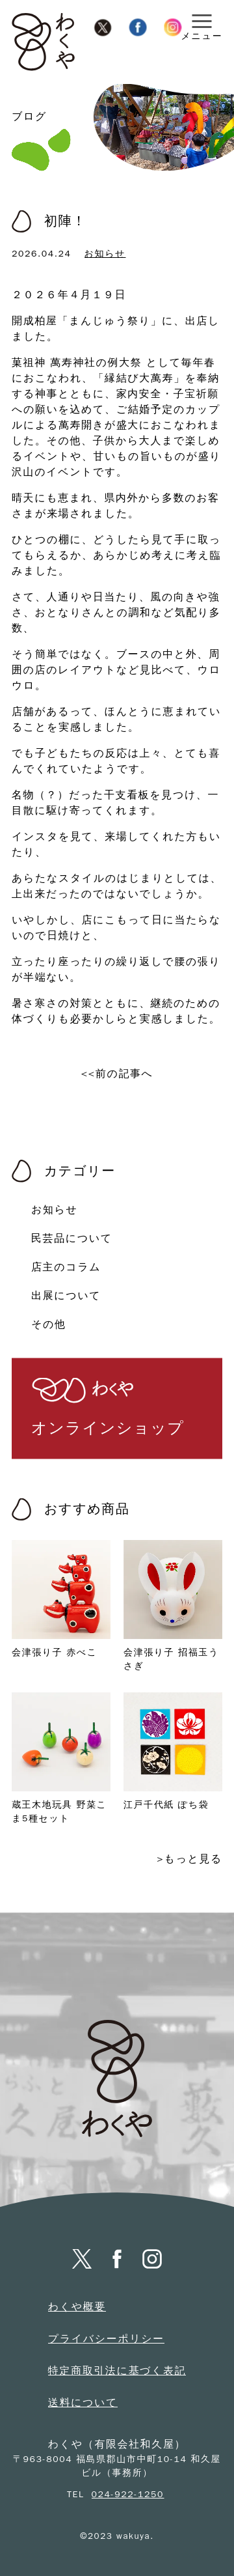 わくや
メニュー
ブログ
初陣！
2026.04.24 お知らせ
２０２６年４月１９日
開成柏屋「まんじゅう祭り」に、出店し
ました。
菓祖神 萬寿神社の例大祭 として毎年春
におこなわれ、「縁結び大萬寿」を奉納
する神事とともに、家内安全・子宝祈願
への願いを込めて、ご結婚予定のカップ
ルによる萬寿開きが盛大におこなわれま
した。その他、子供から大人まで楽しめ
るイベントや、甘いもの旨いものが盛り
沢山のイベントです。
晴天にも恵まれ、県内外から多数のお客
さまが来場されました。
ひとつの棚に、どうしたら見て手に取っ
てもらえるか、あらかじめ考えに考え臨
みました。
さて、人通りや日当たり、風の向きや強
さ、おとなりさんとの調和など気配り多
数、
そう簡単ではなく。ブースの中と外、周
囲の店のレイアウトなど見比べて、ウロ
ウロ。
店舗があるって、ほんとうに恵まれてい
ることを実感しました。
でも子どもたちの反応は上々、とても喜
んでくれていたようです。
名物（？）だった干支看板を見つけ、一
目散に駆け寄ってくれます。
インスタを見て、来場してくれた方もい
たり、
あらたなスタイルのはじまりとしては、
上出来だったのではないでしょうか。
いやしかし、店にこもって日に当たらな
いので日焼けと、
立ったり座ったりの繰り返しで腰の張り
が半端ない。
暑さ寒さの対策とともに、継続のための
体づくりも必要かしらと実感しました。
<<前の記事へ
カテゴリー
お知らせ
民芸品について
店主のコラム
出展について
その他
わくや
オンラインショップ
おすすめ商品
会津張り子 赤べこ
会津張り子 招福玉う
さぎ
蔵王木地玩具 野菜こ
ま5種セット
江戸千代紙 ぽち袋
>もっと見る
わくや
わくや概要
プライバシーポリシー
特定商取引法に基づく表記
送料について
わくや（有限会社和久屋）
〒963-8004 福島県郡山市中町10-14 和久屋
ビル（事務所）
TEL 024-922-1250
©2023 wakuya.